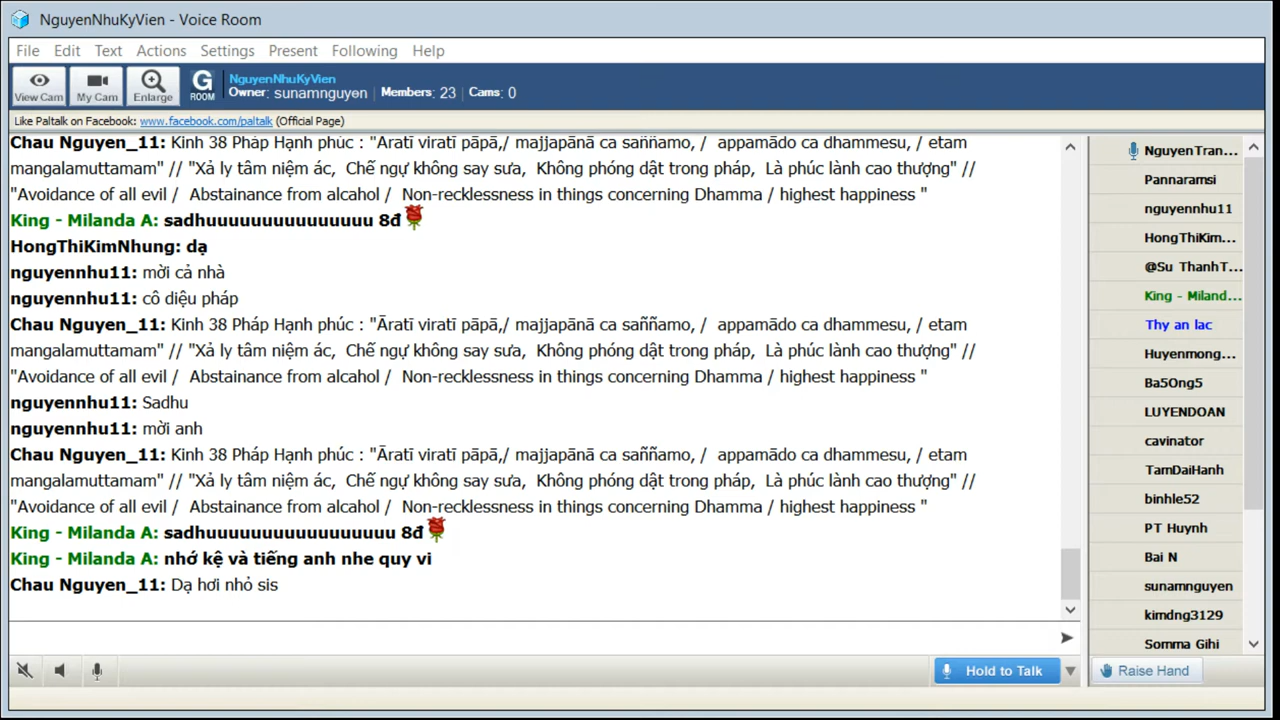 NguyenNhuKyVien - Voice Room
File Edit Text Actions Settings Present Following Help
View Cam My Cam Enlarge G ROOM NguyenNhuKyVien
Owner: sunamnguyen | Members: 23 | Cams: 0
Like Paltalk on Facebook: www.facebook.com/paltalk (Official Page)
Chau Nguyen_11: Kinh 38 Pháp Hạnh phúc : "Āratī viratī pāpā,/ majjapānā ca saññamo, / appamādo ca dhammesu, / etam
mangalamuttamam" // "Xả ly tâm niệm ác, Chế ngự không say sưa, Không phóng dật trong pháp, Là phúc lành cao thượng" //
"Avoidance of all evil / Abstainance from alcahol / Non-recklessness in things concerning Dhamma / highest happiness "
King - Milanda A: sadhuuuuuuuuuuuuuuu 8đ
HongThiKimNhung: dạ
nguyennhu11: mời cả nhà
nguyennhu11: cô diệu pháp
Chau Nguyen_11: Kinh 38 Pháp Hạnh phúc : "Āratī viratī pāpā,/ majjapānā ca saññamo, / appamādo ca dhammesu, / etam
mangalamuttamam" // "Xả ly tâm niệm ác, Chế ngự không say sưa, Không phóng dật trong pháp, Là phúc lành cao thượng" //
"Avoidance of all evil / Abstainance from alcahol / Non-recklessness in things concerning Dhamma / highest happiness "
nguyennhu11: Sadhu
nguyennhu11: mời anh
Chau Nguyen_11: Kinh 38 Pháp Hạnh phúc : "Āratī viratī pāpā,/ majjapānā ca saññamo, / appamādo ca dhammesu, / etam
mangalamuttamam" // "Xả ly tâm niệm ác, Chế ngự không say sưa, Không phóng dật trong pháp, Là phúc lành cao thượng" //
"Avoidance of all evil / Abstainance from alcahol / Non-recklessness in things concerning Dhamma / highest happiness "
King - Milanda A: sadhuuuuuuuuuuuuuuuuu 8đ
King - Milanda A: nhớ kệ và tiếng anh nhe quy vi
Chau Nguyen_11: Dạ hơi nhỏ sis
NguyenTran...
Pannaramsi
nguyennhu11
HongThiKim...
@Su ThanhT...
King - Miland...
Thy an lac
Huyenmong...
Ba5Ong5
LUYENDOAN
cavinator
TamDaiHanh
binhle52
PT Huynh
Bai N
sunamnguyen
kimdng3129
Somma Gihi
Hold to Talk
Raise Hand